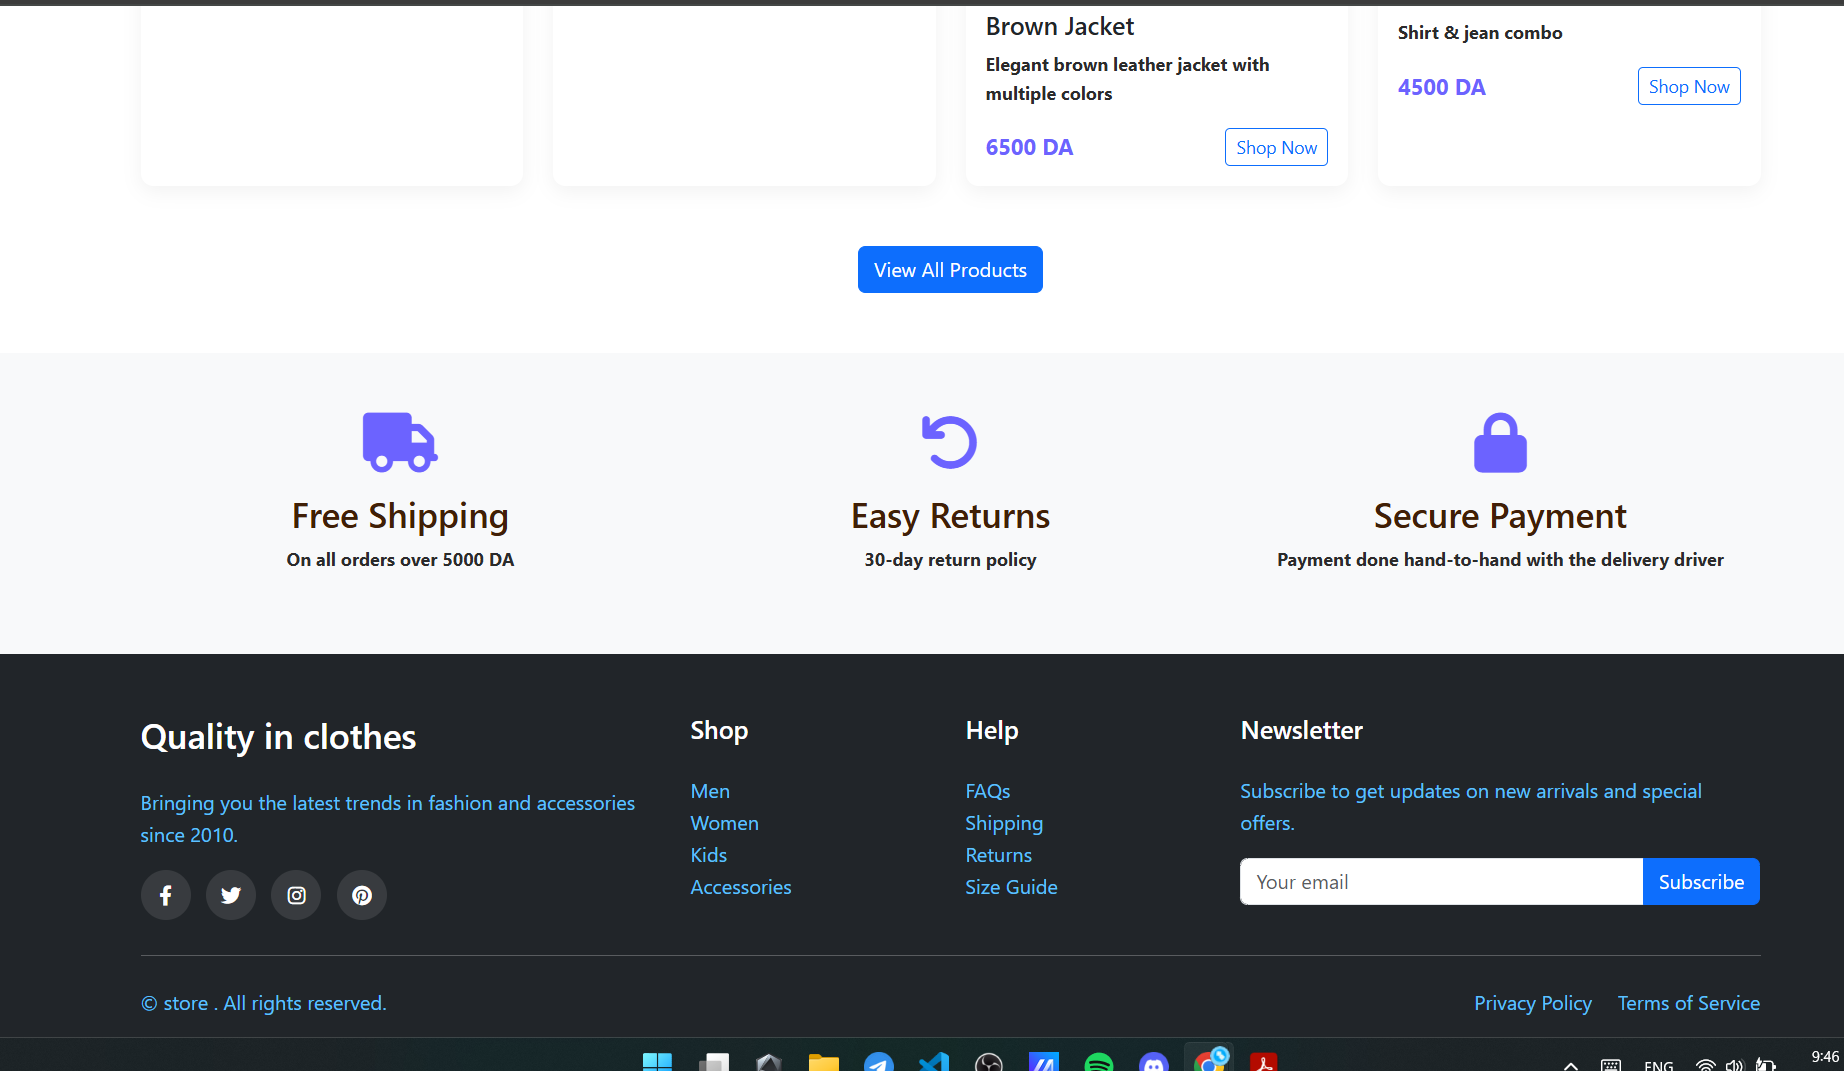 Brown Jacket
Elegant brown leather jacket with
multiple colors
6500 DA
Shop Now
Shirt & jean combo
4500 DA
Shop Now
View All Products
Free Shipping
On all orders over 5000 DA
Easy Returns
30-day return policy
Secure Payment
Payment done hand-to-hand with the delivery driver
Quality in clothes
Bringing you the latest trends in fashion and accessories
since 2010.
Shop
Men
Women
Kids
Accessories
Help
FAQs
Shipping
Returns
Size Guide
Newsletter
Subscribe to get updates on new arrivals and special
offers.
Your email
Subscribe
© store . All rights reserved.
Privacy Policy
Terms of Service
ENG
9:46